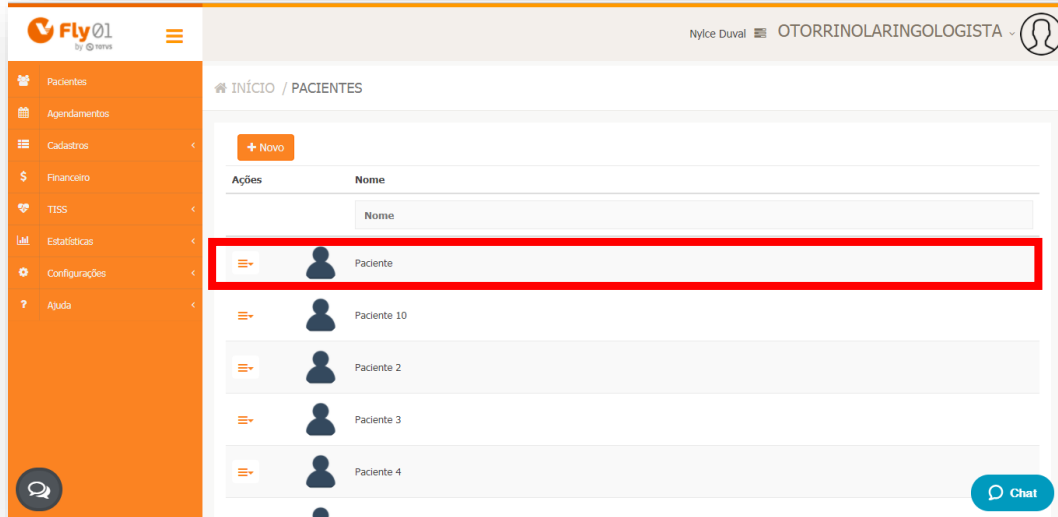 Fly01
by TOTVS
Nylce Duval OTORRINOLARINGOLOGISTA
Pacientes
Agendamentos
Cadastros
Financeiro
TISS
Estatísticas
Configurações
? Ajuda
INÍCIO / PACIENTES
+ Novo
Ações Nome
Nome
Paciente
Paciente 10
Paciente 2
Paciente 3
Paciente 4
Chat